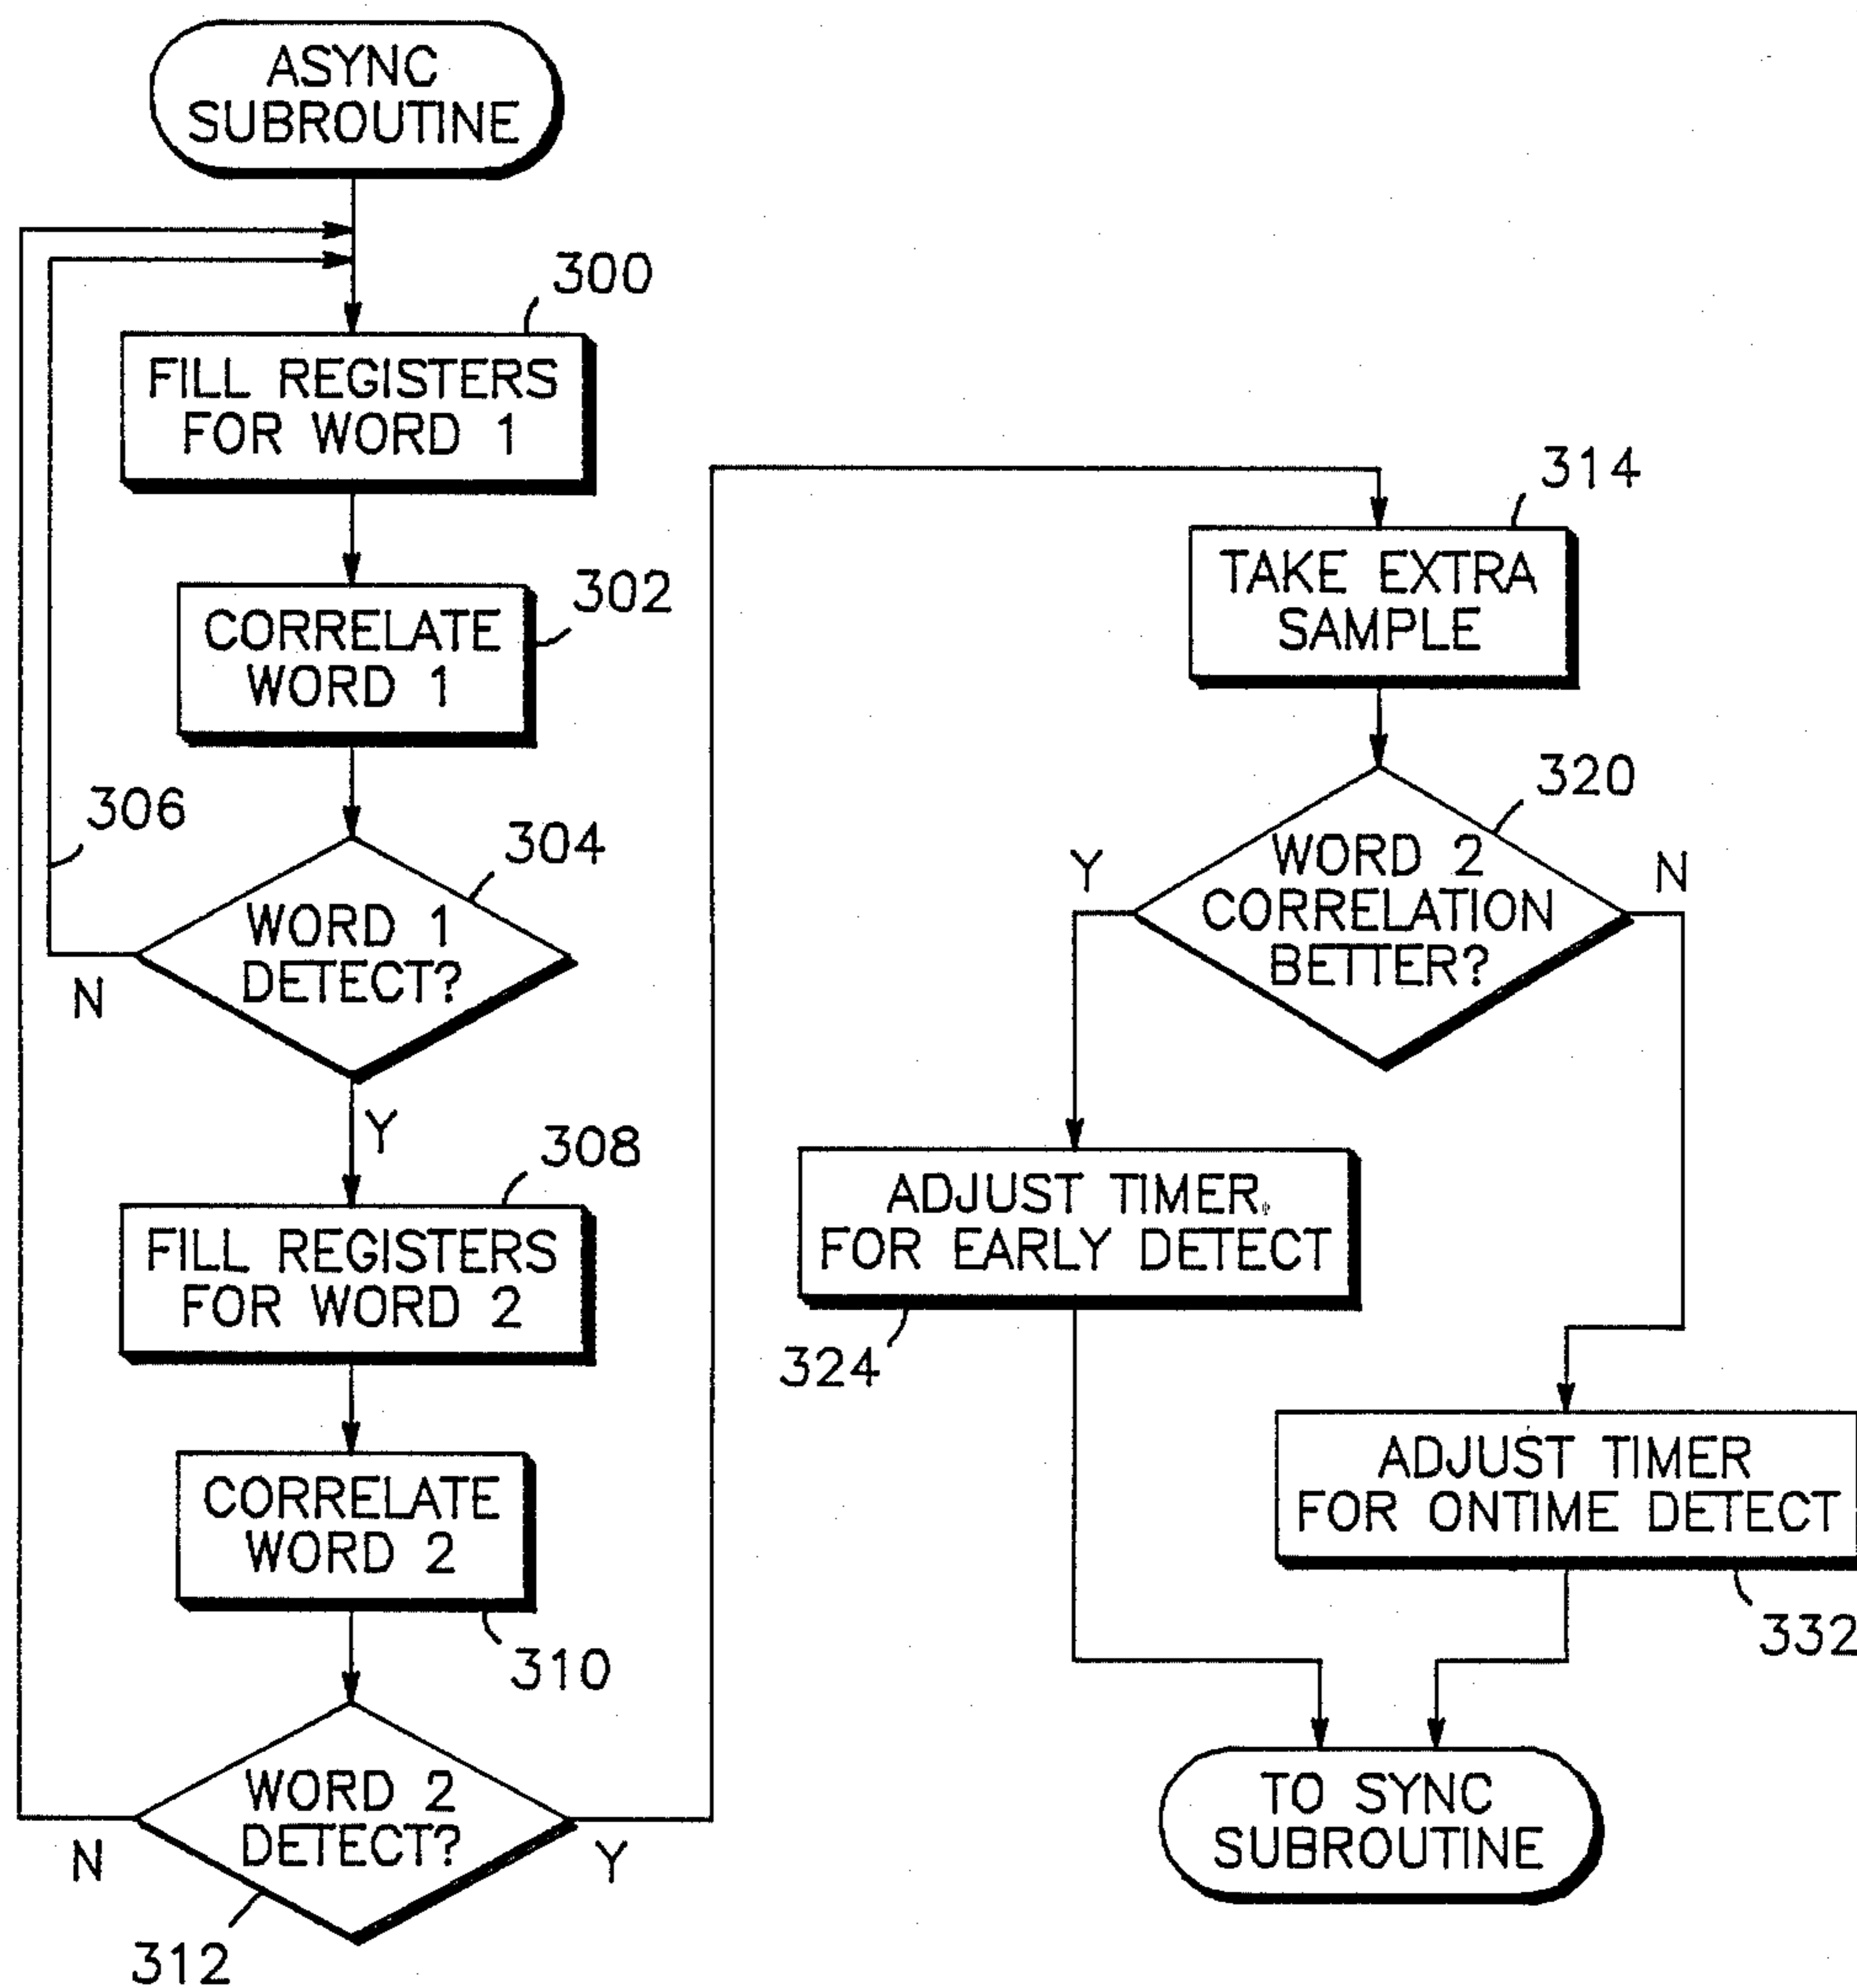 ASYNC
SUBROUTINE
300
FILL REGISTERS
FOR WORD 1
302
CORRELATE
WORD 1
306
304
WORD 1
DETECT?
N
Y
308
FILL REGISTERS
FOR WORD 2
CORRELATE
WORD 2
310
WORD 2
DETECT?
N
Y
312
314
TAKE EXTRA
SAMPLE
320
WORD 2
CORRELATION
BETTER?
Y
N
ADJUST TIMER
FOR EARLY DETECT
324
ADJUST TIMER
FOR ONTIME DETECT
332
TO SYNC
SUBROUTINE